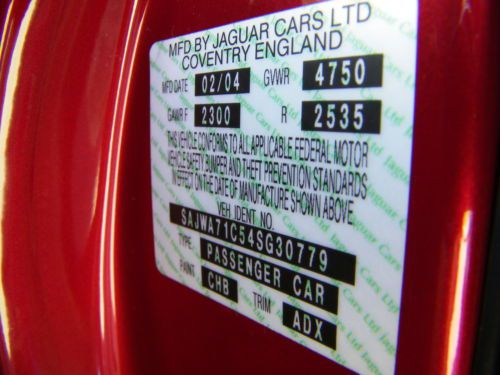 MFD BY JAGUAR CARS LTD
COVENTRY ENGLAND
MFD DATE 02/04 GVWR 4750
GAWR F 2300 R 2535
THIS VEHICLE CONFORMS TO ALL APPLICABLE FEDERAL MOTOR
VEHICLE SAFETY BUMPER AND THEFT PREVENTION STANDARDS
IN EFFECT ON THE DATE OF MANUFACTURE SHOWN ABOVE.
VEH. IDENT NO.
SAJWA71C54SG30779
TYPE PASSENGER CAR
PAINT CHB TRIM ADX